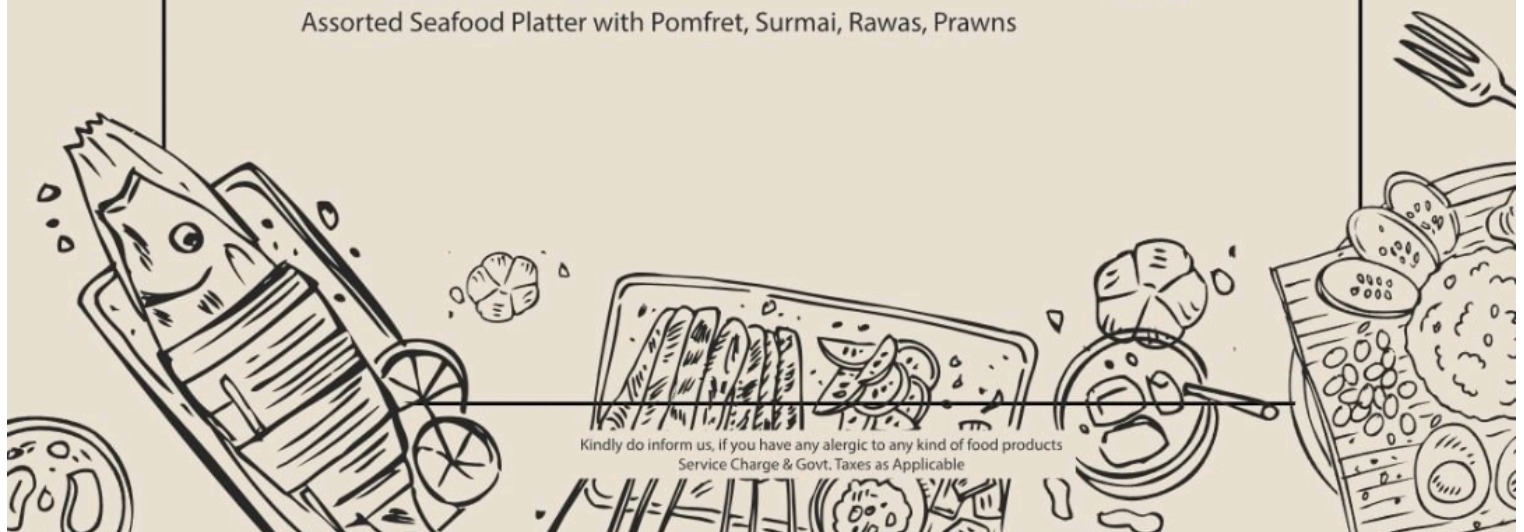 Assorted Seafood Platter with Pomfret, Surmai, Rawas, Prawns
Kindly do inform us, if you have any alergic to any kind of food products
Service Charge & Govt. Taxes as Applicable